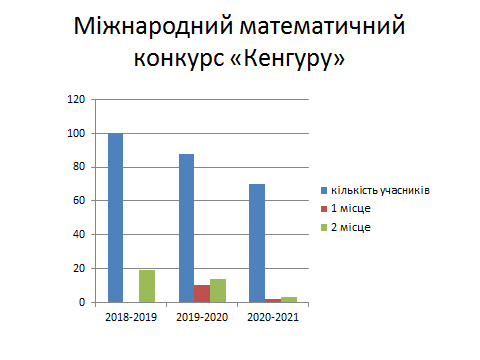 Міжнародний математичний
конкурс «Кенгуру»
120
100
80
60
40
20
0
2018-2019
2019-2020
2020-2021
кількість учасників
1 місце
2 місце